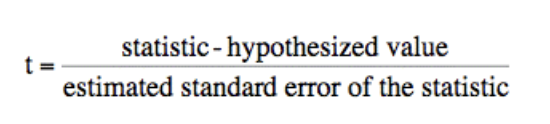 statistic - hypothesized value
t =
estimated standard error of the statistic